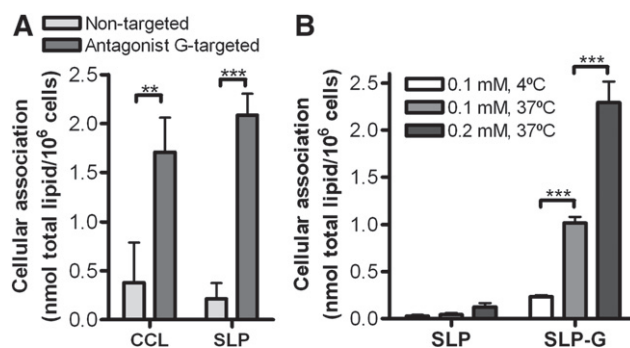 A
Non-targeted
Antagonist G-targeted
Cellular association
(nmol total lipid/10⁶ cells)
2.5
2.0
1.5
1.0
0.5
0.0
**
***
CCL
SLP
B
0.1 mM, 4ºC
0.1 mM, 37ºC
0.2 mM, 37ºC
Cellular association
(nmol total lipid/10⁶ cells)
2.5
2.0
1.5
1.0
0.5
0.0
***
***
SLP
SLP-G